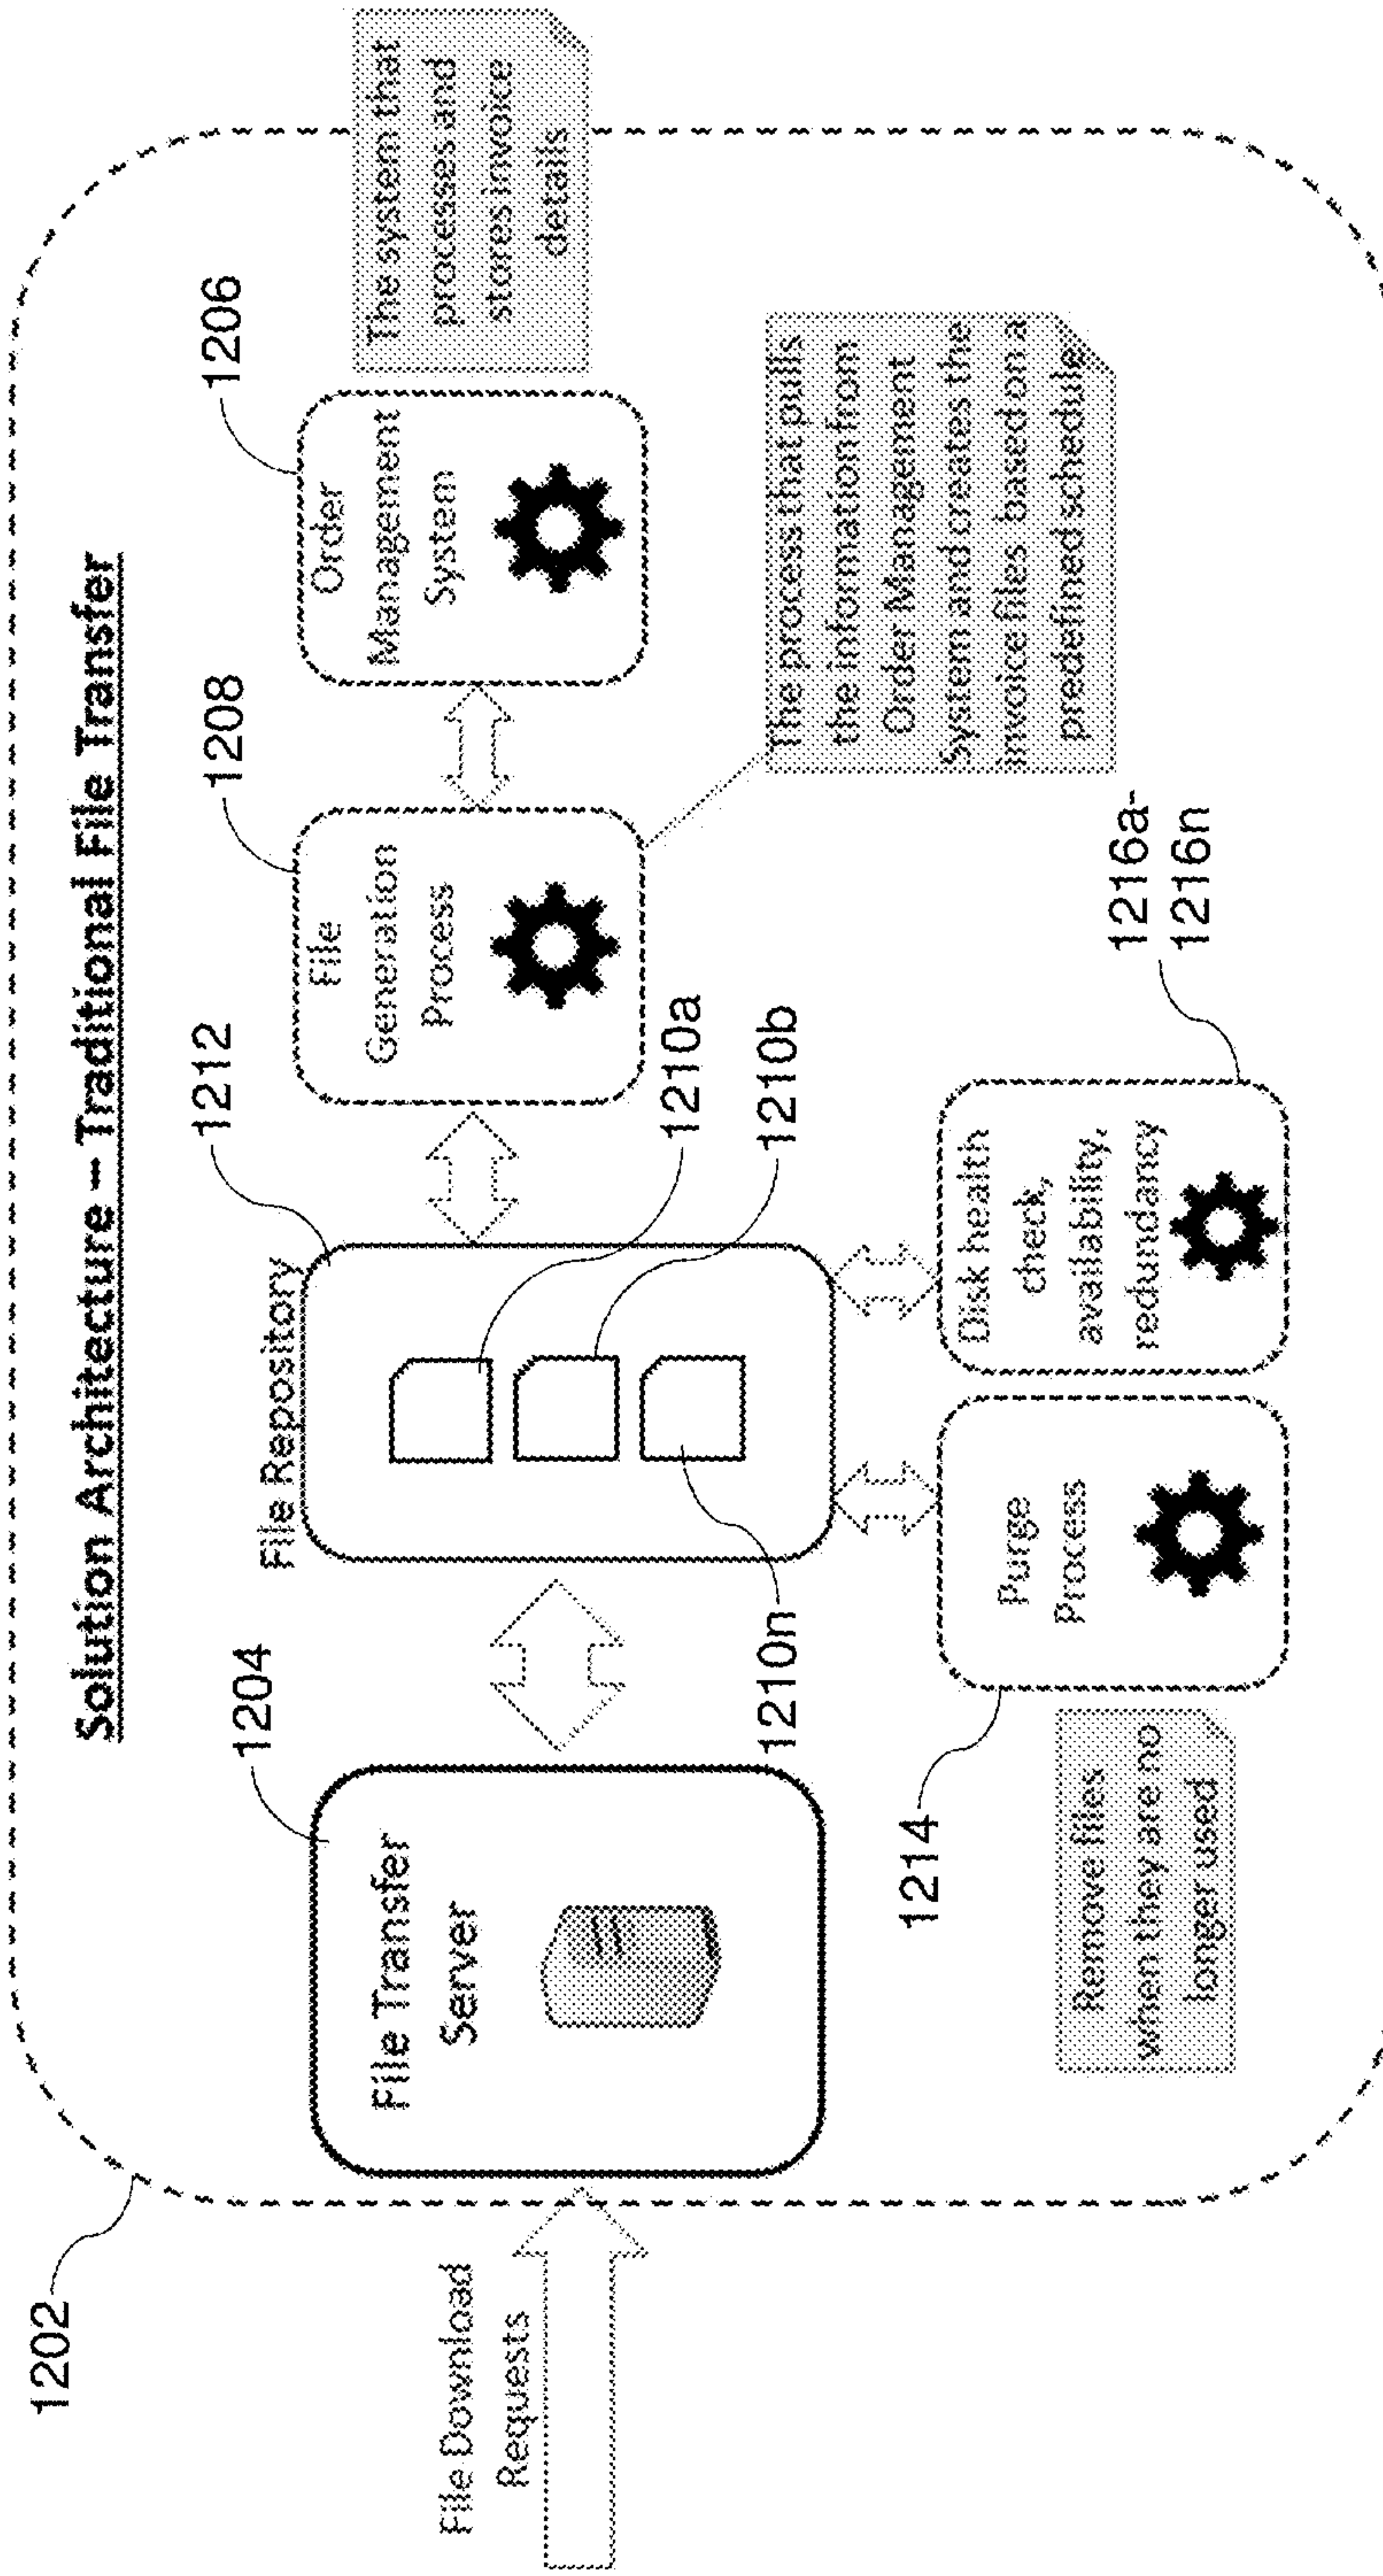 Solution Architecture – Traditional File Transfer
1202
File Download
Requests
1204
File Transfer
Server
1212
File Repository
1210a
1210b
1210n
1208
File
Generation
Process
1206
Order
Management
System
The system that
processes and
stores invoice
details
The process that pulls
the information from
Order Management
System and creates the
invoice files based on a
predefined schedule
1214
Purge
Process
Remove files
when they are no
longer used
1216a-
1216n
Disk health
check,
availability,
redundancy